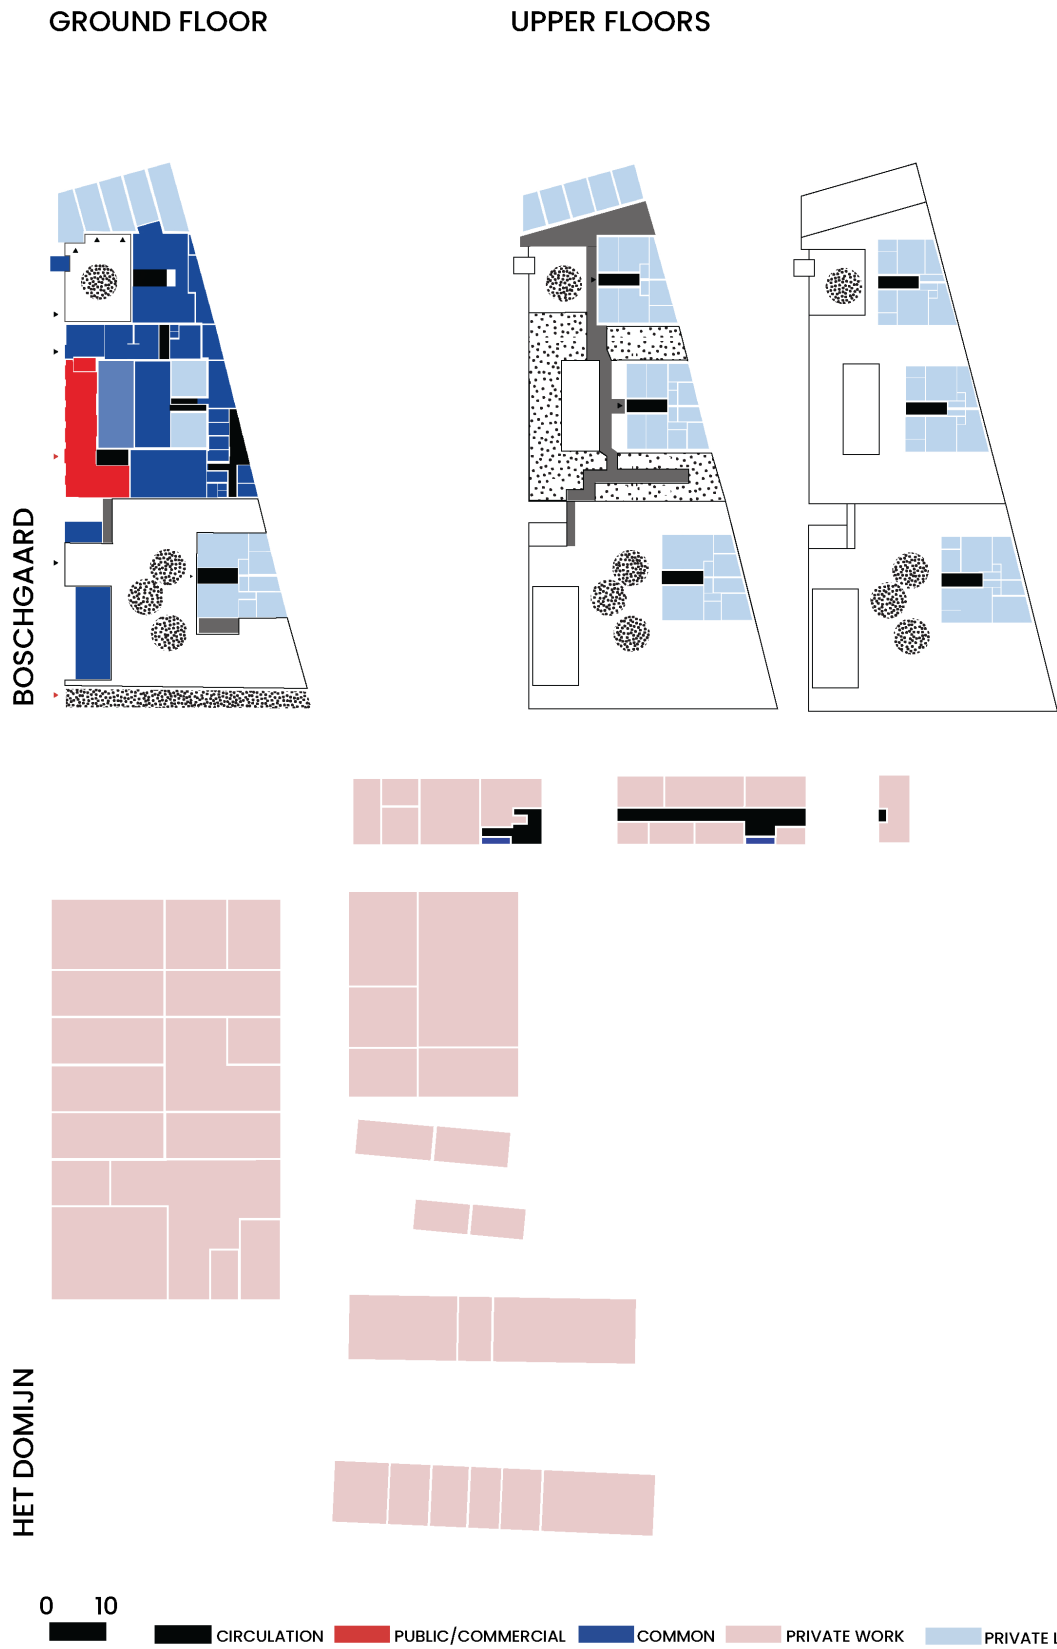 GROUND FLOOR
UPPER FLOORS
BOSCHGAARD
HET DOMIJN
0 10
CIRCULATION
PUBLIC/COMMERCIAL
COMMON
PRIVATE WORK
PRIVATE